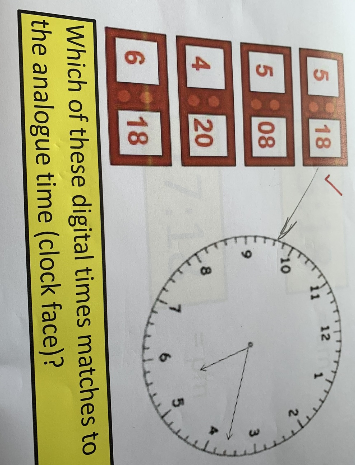 5 18
5 08
4 20
6 18
11 12 1
10 2
9 3
8 4
7 6 5
Which of these digital times matches to
the analogue time (clock face)?